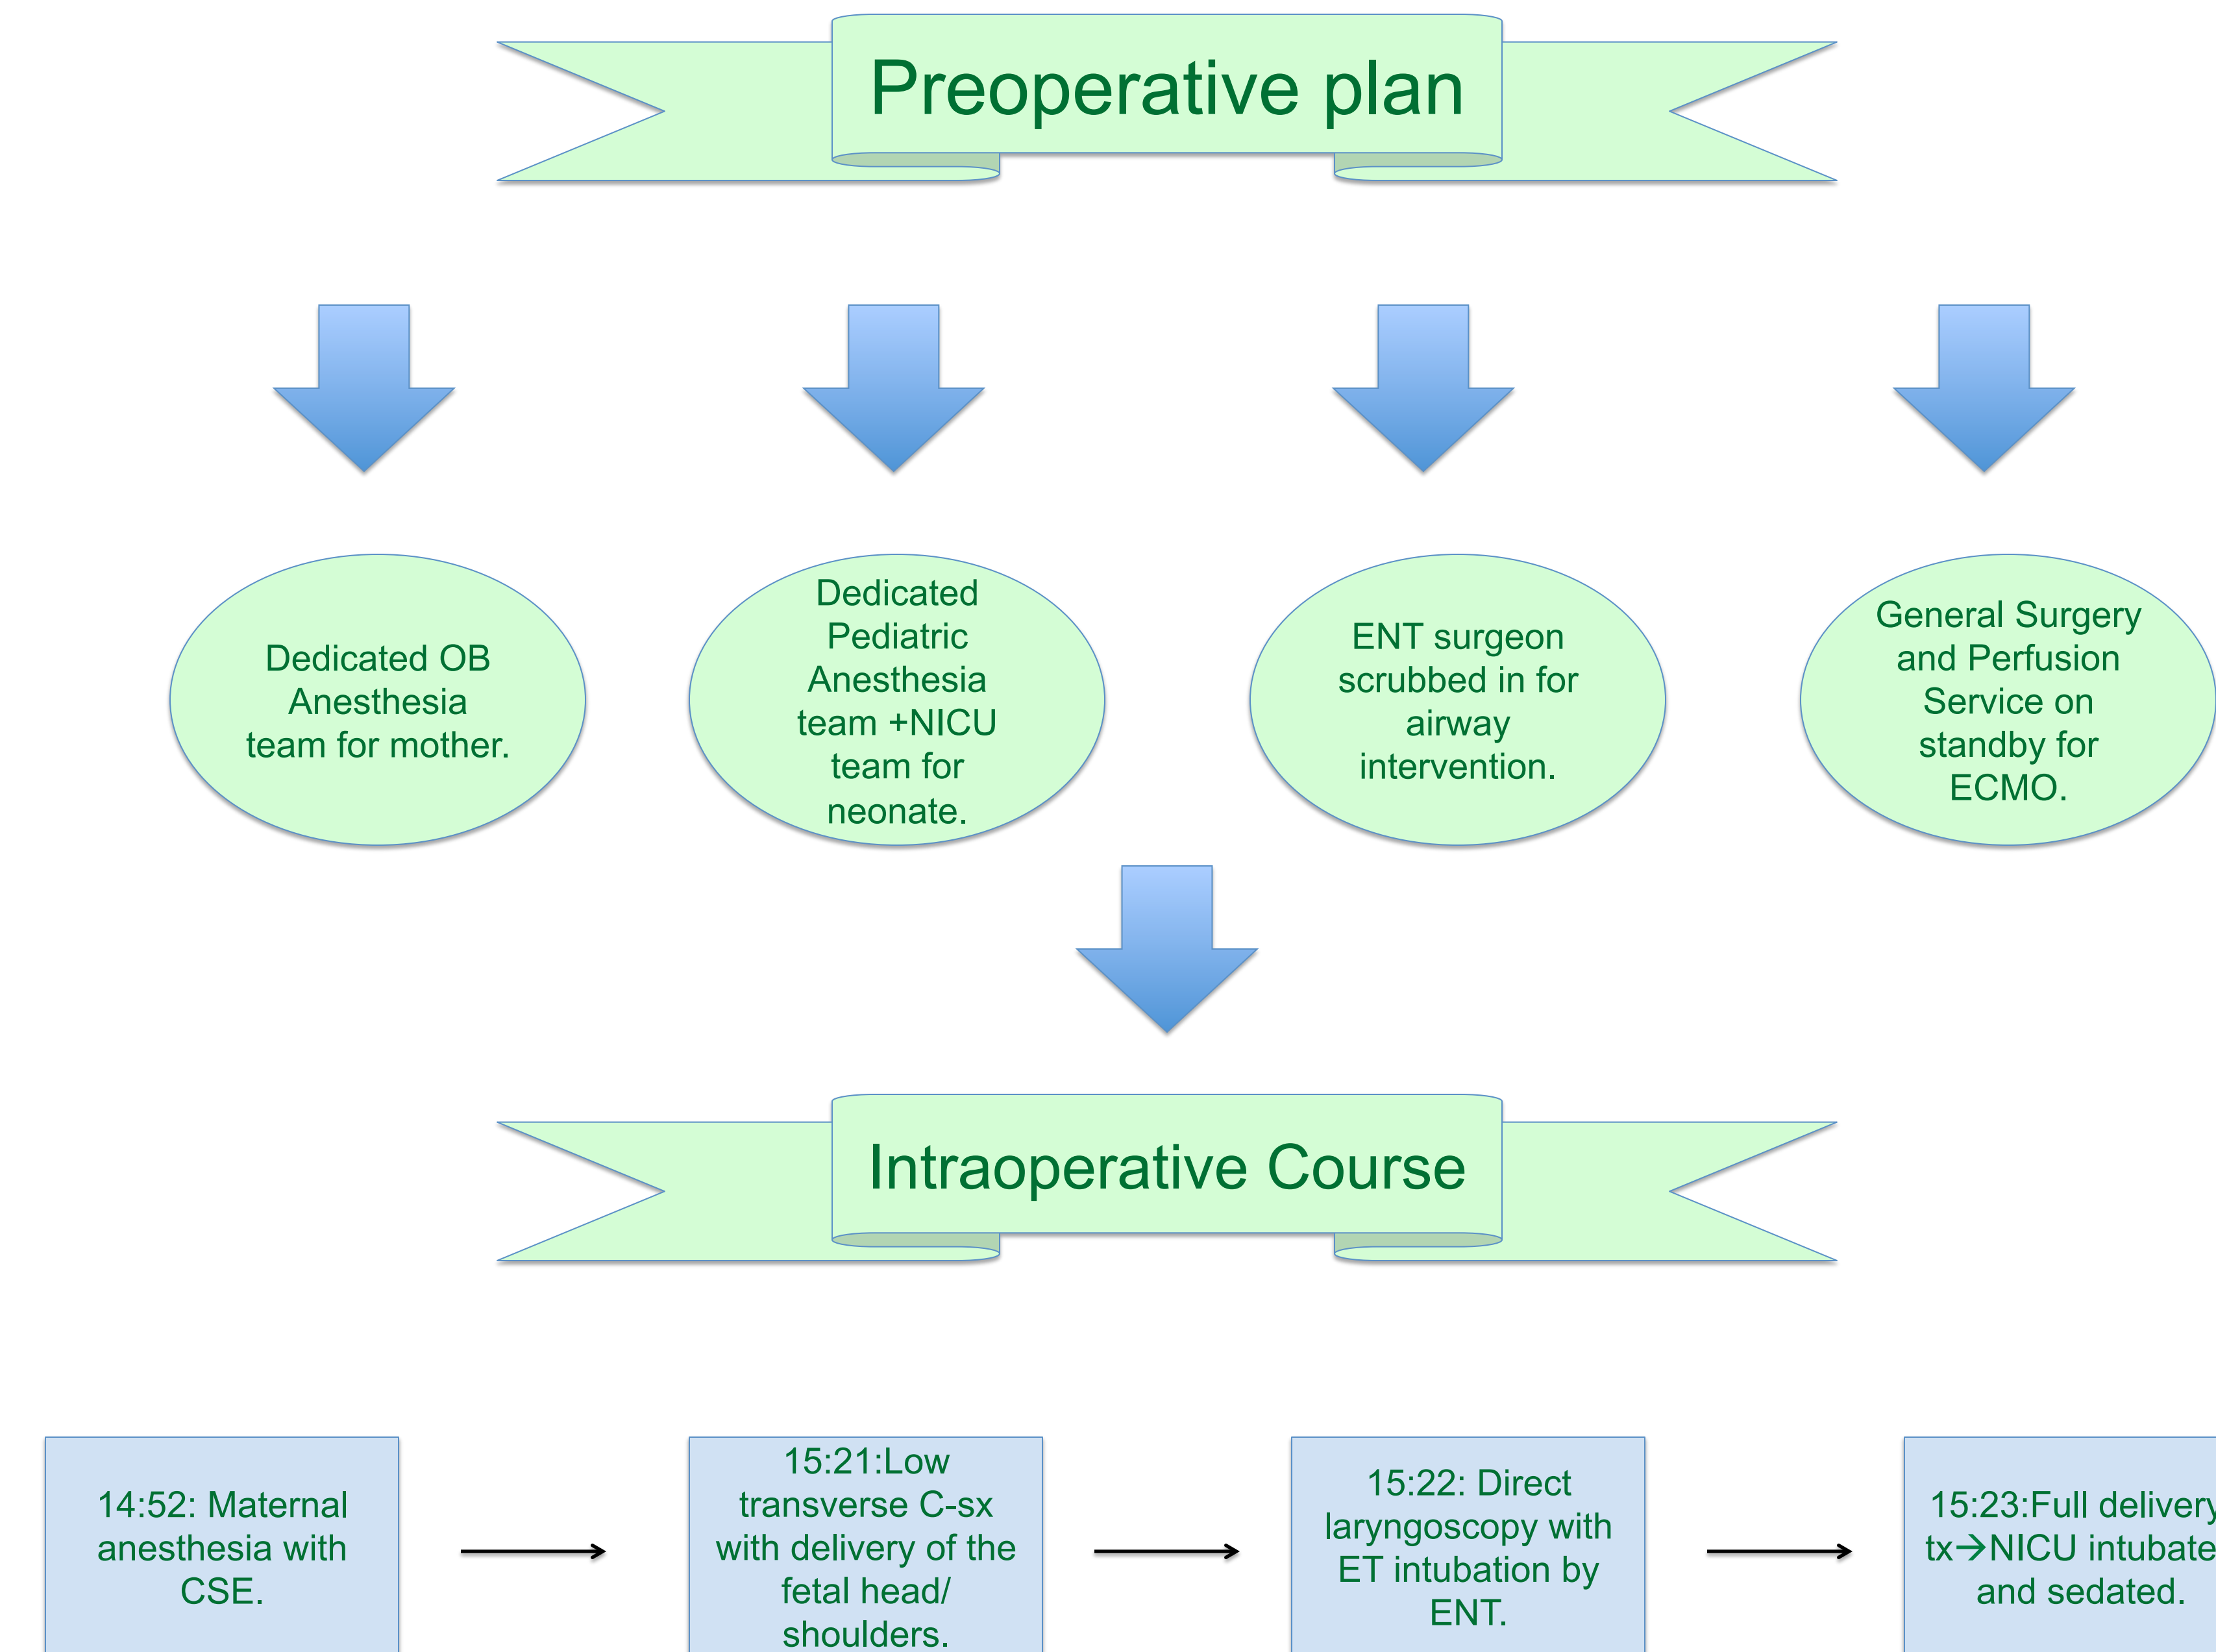 Preoperative plan
Dedicated OB
Anesthesia
team for mother.
Dedicated
Pediatric
Anesthesia
team +NICU
team for
neonate.
ENT surgeon
scrubbed in for
airway
intervention.
General Surgery
and Perfusion
Service on
standby for
ECMO.
Intraoperative Course
14:52: Maternal
anesthesia with
CSE.
15:21:Low
transverse C-sx
with delivery of the
fetal head/
shoulders.
15:22: Direct
laryngoscopy with
ET intubation by
ENT.
15:23:Full delivery
tx→NICU intubate
and sedated.